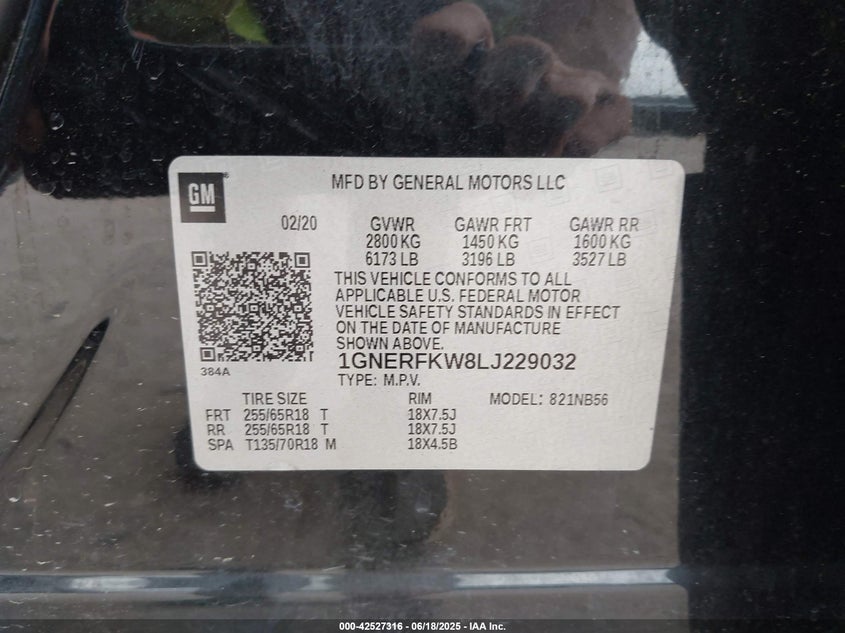 GM
MFD BY GENERAL MOTORS LLC
02/20 GVWR GAWR FRT GAWR RR
2800 KG 1450 KG 1600 KG
6173 LB 3196 LB 3527 LB
THIS VEHICLE CONFORMS TO ALL
APPLICABLE U.S. FEDERAL MOTOR
VEHICLE SAFETY STANDARDS IN EFFECT
ON THE DATE OF MANUFACTURE
SHOWN ABOVE.
384A
1GNERFKW8LJ229032
TYPE: M.P.V.
TIRE SIZE RIM MODEL: 821NB56
FRT 255/65R18 T 18X7.5J
RR 255/65R18 T 18X7.5J
SPA T135/70R18 M 18X4.5B
000-42527316 - 06/18/2025 - IAA Inc.